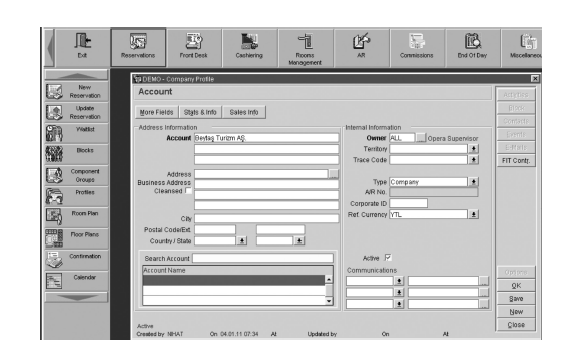 Exit
Reservations
Front Desk
Cashiering
Rooms
Management
AR
Commissions
End Of Day
Miscellaneou
New
Reservation
Update
Reservation
Waitlist
Blocks
Component
Groups
Profiles
Room Plan
Floor Plans
Confirmation
Calendar
DEMO - Company Profile
Account
More Fields Stats & Info Sales Info
Address Information
Account Beytaş Turizm AŞ.
Address
Business Address
Cleansed
City
Postal Code/Ext.
Country / State
Search Account
Account Name
Internal Information
Owner ALL Opera Supervisor
Territory
Trace Code
Type Company
A/R No.
Corporate ID
Ref. Currency YTL
Active
Communications
Events
FIT Contr.
Options
OK
Save
New
Close
Active
Created by NIHAT On 04.01.11 07:34 At Updated by On At